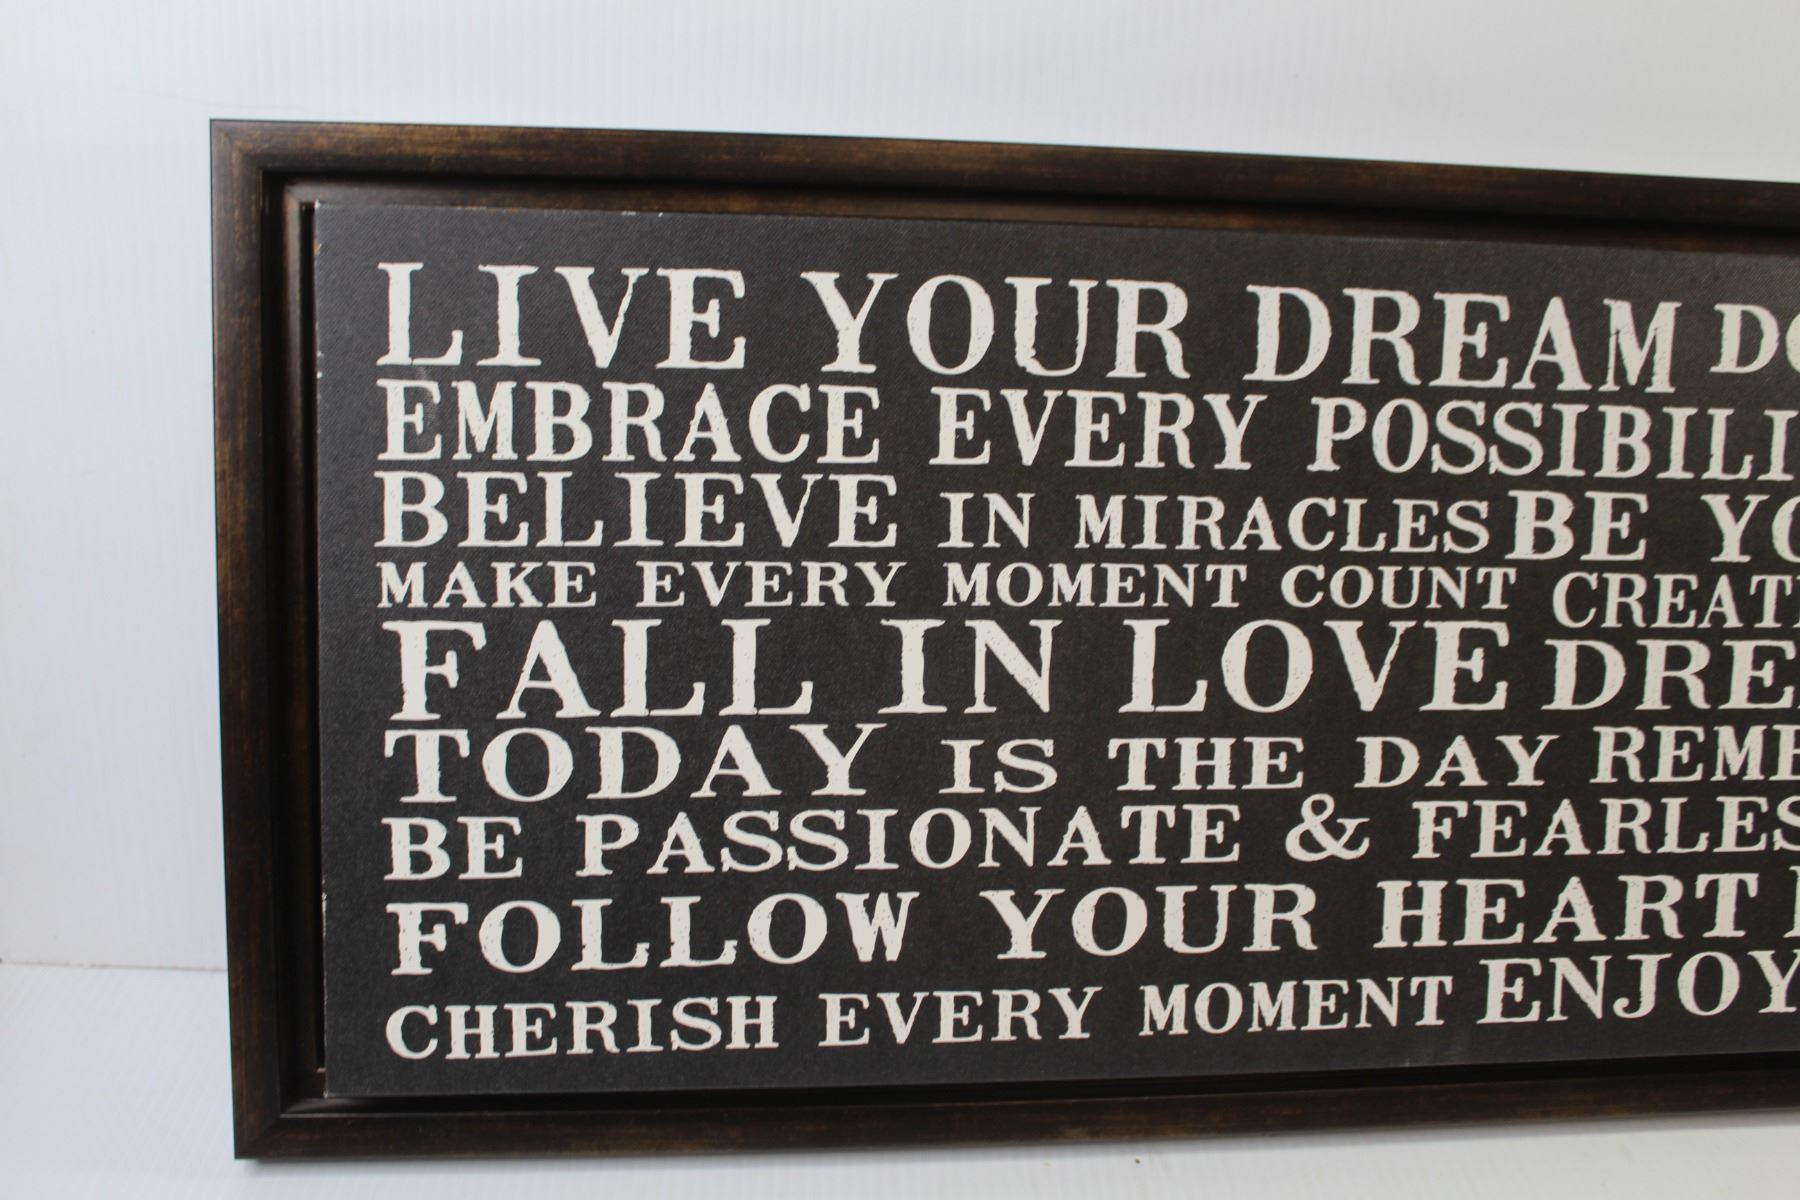 LIVE YOUR DREAM
EMBRACE EVERY
BELIEVE IN MIRACLES BE
MAKE EVERY MOMENT COUNT
FALL IN LOVE
TODAY IS THE DAY
BE PASSIONATE & 
FOLLOW YOUR HEART
CHERISH EVERY MOMENT ENJOY